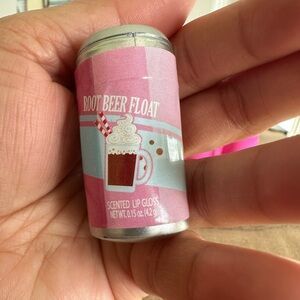 ROOT BEER FLOAT
SCENTED LIP GLOSS
NET WT. 0.15 oz. (4.2 g)